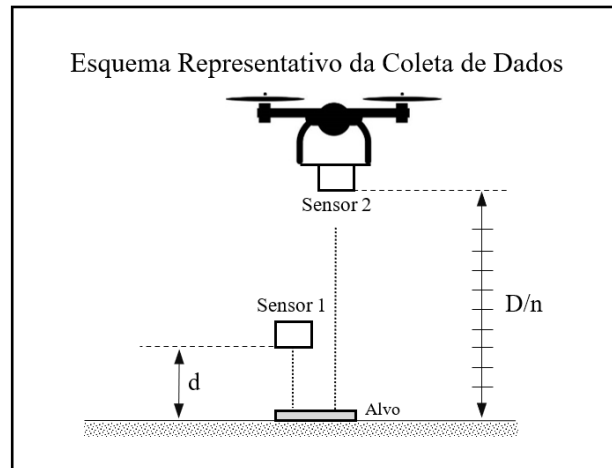 Esquema Representativo da Coleta de Dados
Sensor 2
Sensor 1
D/n
d
Alvo